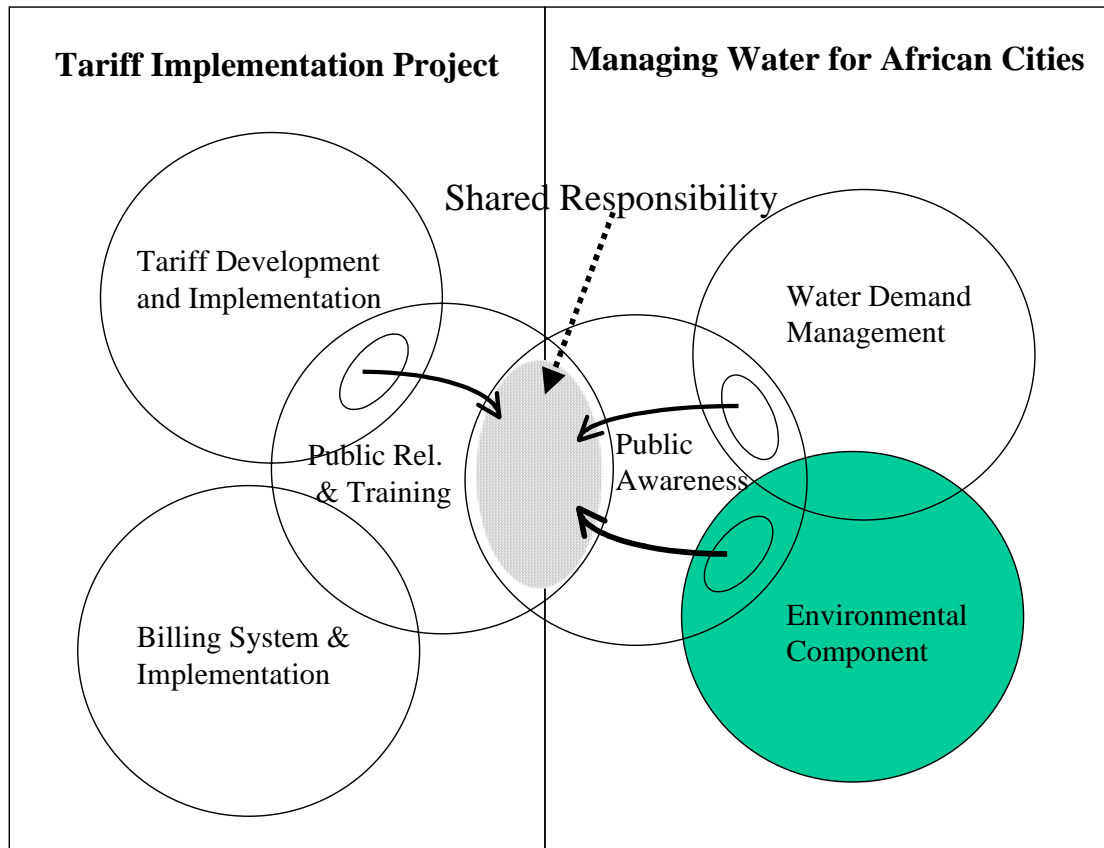 Tariff Implementation Project
Managing Water for African Cities
Shared Responsibility
Tariff Development
and Implementation
Water Demand
Management
Public Rel.
& Training
Public
Awareness
Billing System &
Implementation
Environmental
Component